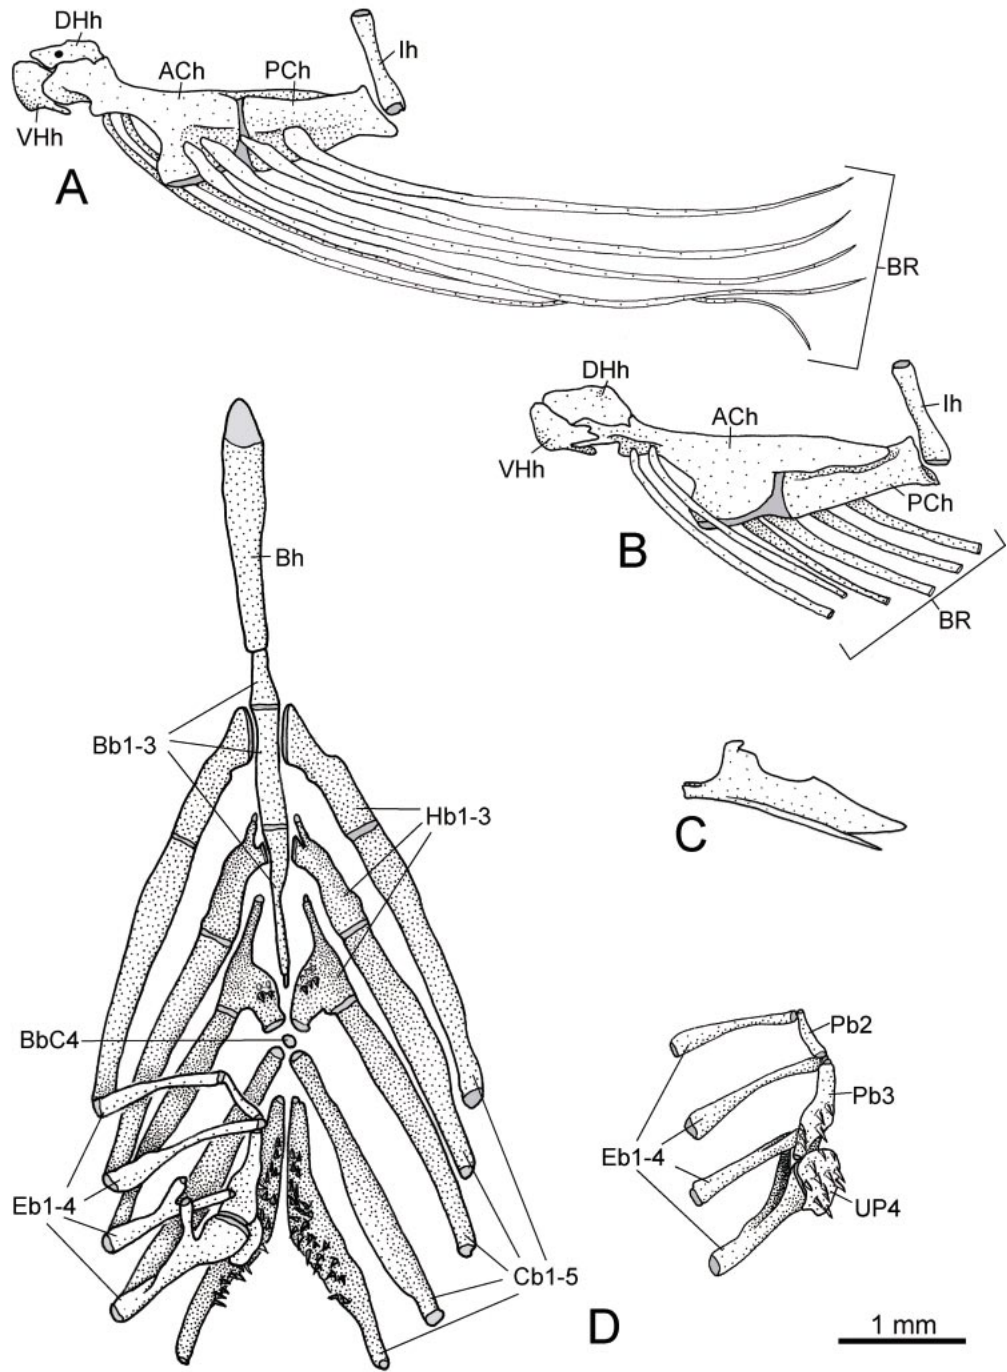 DHh
Ih
ACh
PCh
VHh
A
BR
DHh
Ih
ACh
VHh
PCh
B
BR
Bh
Bb1-3
Hb1-3
C
BbC4
Pb2
Pb3
Eb1-4
Eb1-4
UP4
Cb1-5
D
1 mm